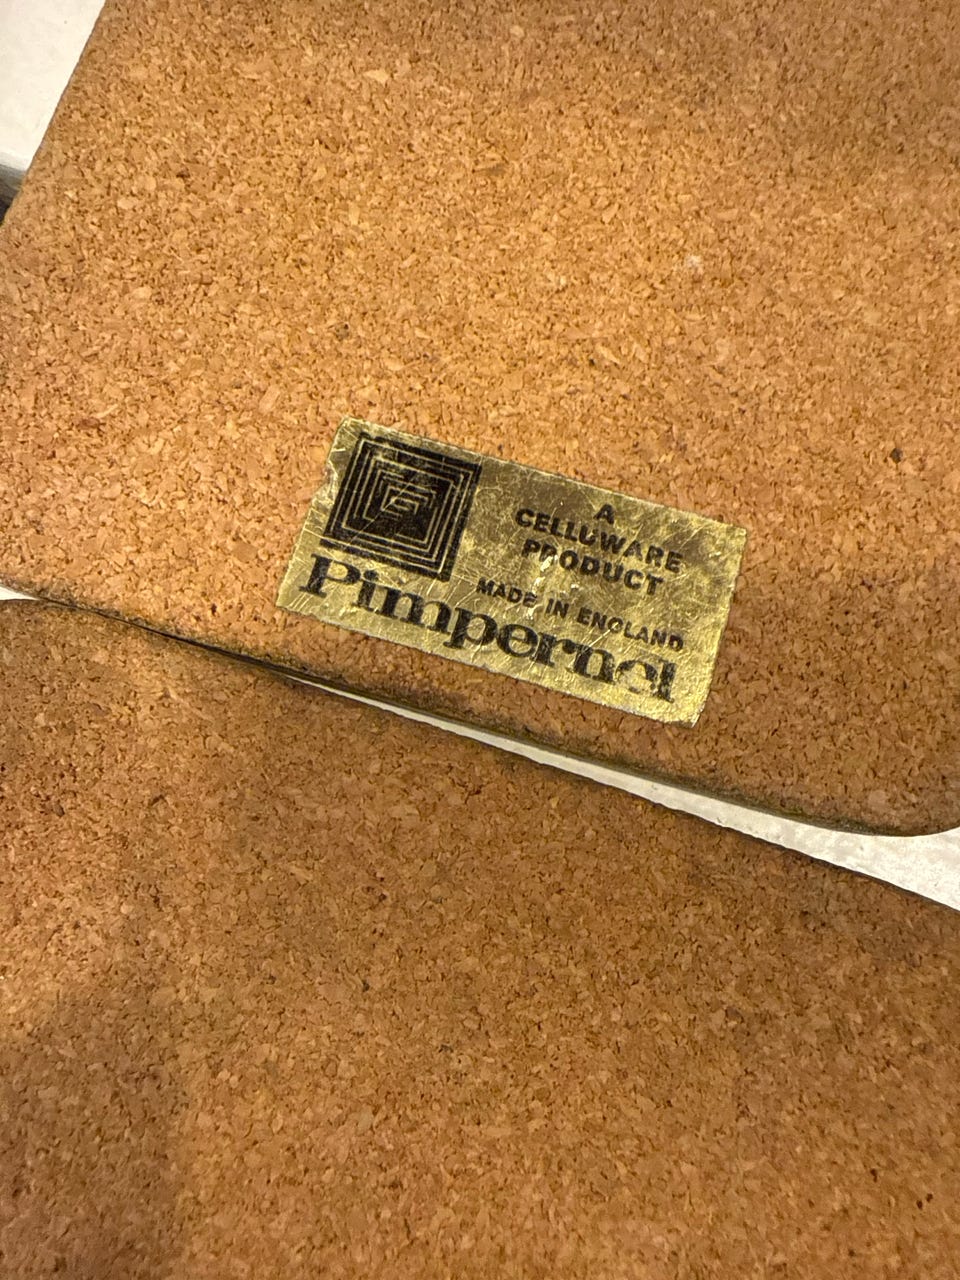 A
CELLUWARE
PRODUCT
MADE IN ENGLAND
Pimpernel